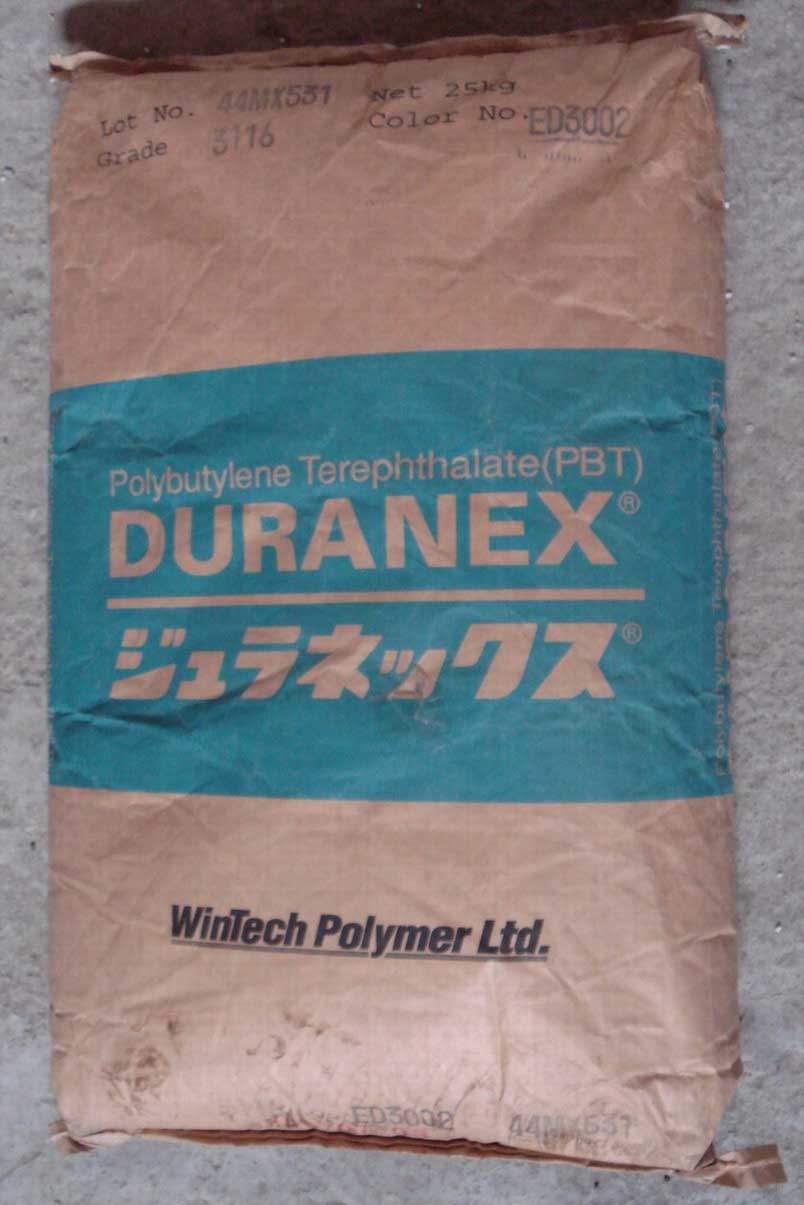 Lot No. 44MX531 Net 25kg
Grade 3116 Color No. ED3002
Polybutylene Terephthalate(PBT)
DURANEX®
ジュラネックス®
WinTech Polymer Ltd.
ED3002 44MX531
Polybutylene Terephthalate